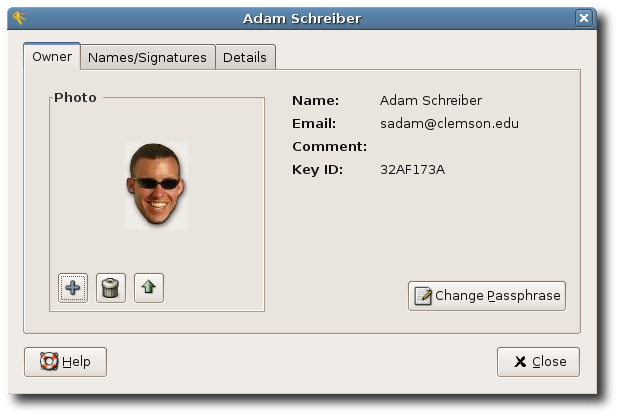 Adam Schreiber
Owner
Names/Signatures
Details
Photo
Name: Adam Schreiber
Email: sadam@clemson.edu
Comment:
Key ID: 32AF173A
Change Passphrase
Help
Close